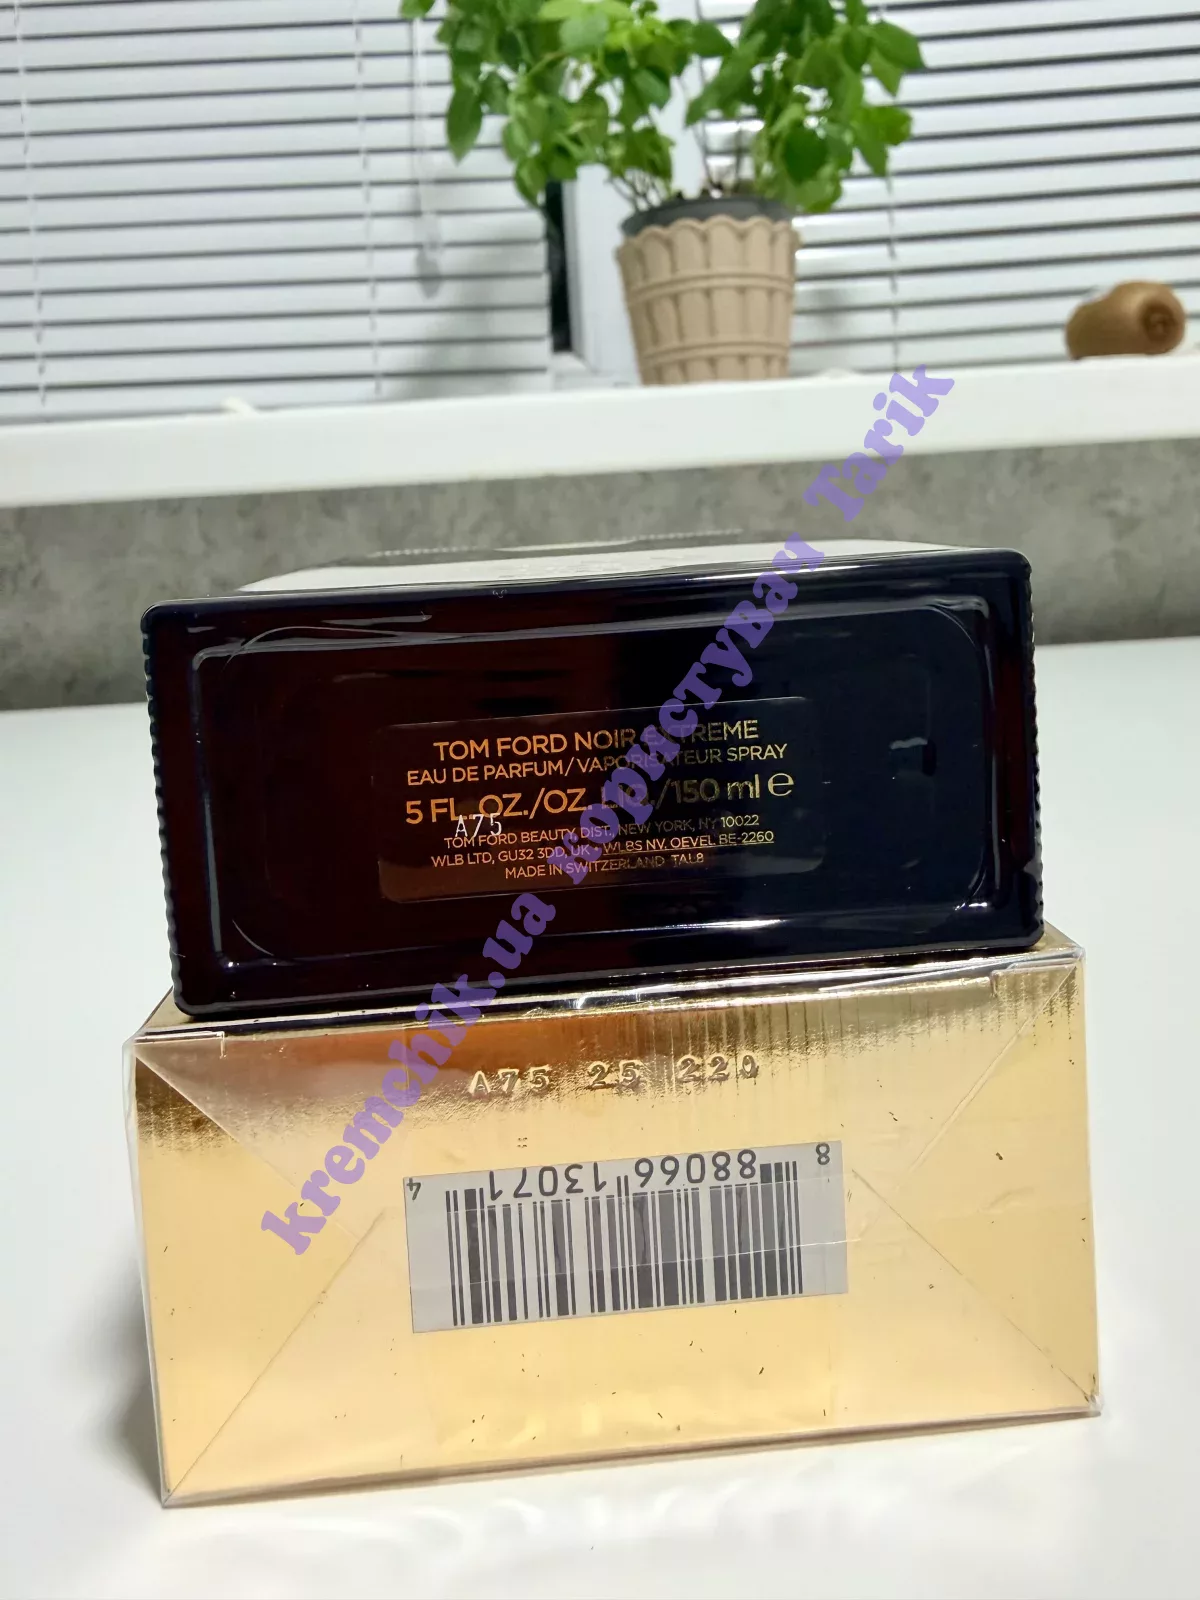 TOM FORD NOIR EXTREME
EAU DE PARFUM/VAPORISATEUR SPRAY
5 FL. OZ./OZ. LIQ./150 ml e
A75
TOM FORD BEAUTY, DIST., NEW YORK, NY 10022
WLB LTD, GU32 3DD, UK • WLBS NV. OEVEL BE-2260
MADE IN SWITZERLAND TAL8
A75 25 220
8 88066 13071 4
kremchik.ua Користувач Tarik